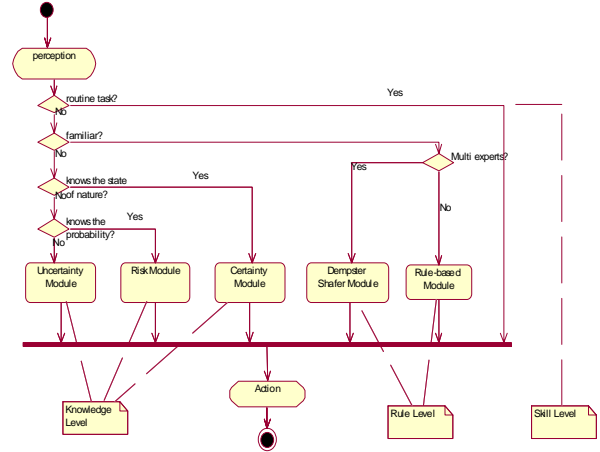 perception
Yes
routine task?
No
familiar?
No
Multi experts?
Yes
knows the state
of nature?
Yes
No
No
knows the
probability?
Yes
No
Uncertainty
Module
Risk Module
Certainty
Module
Dempster
Shafer Module
Rule-based
Module
Action
Knowledge
Level
Rule Level
Skill Level